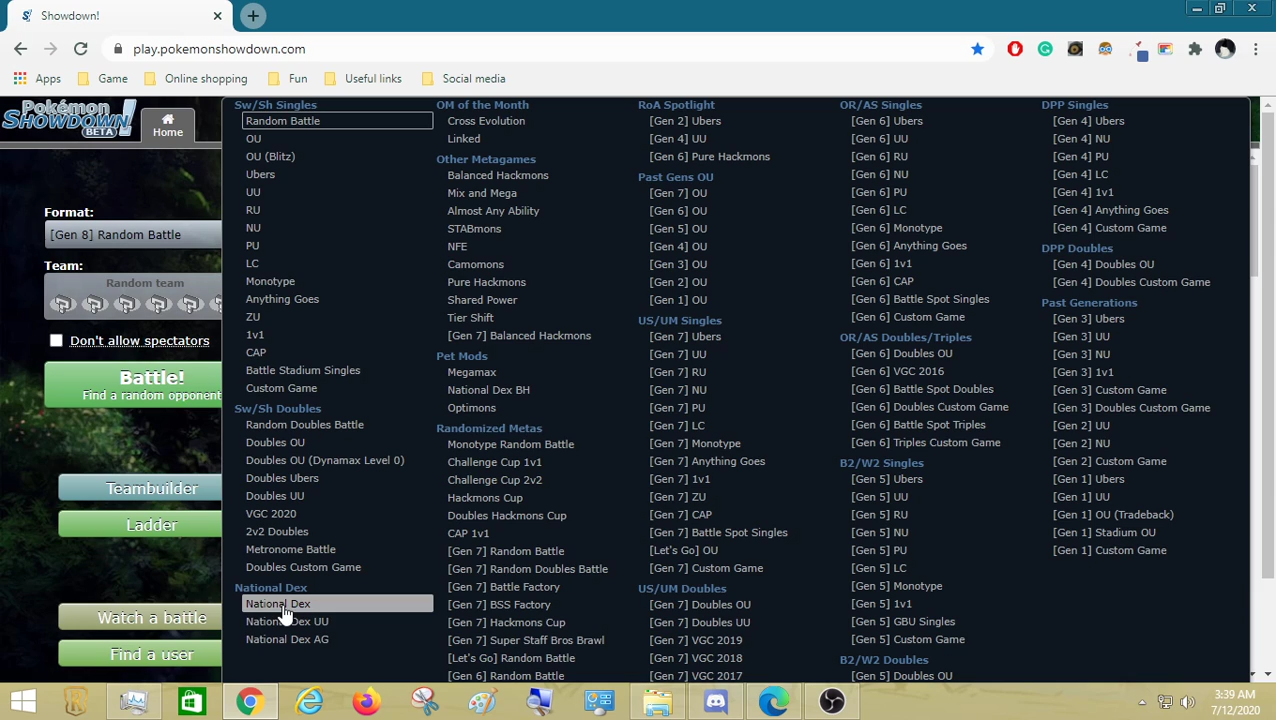 Showdown!
play.pokemonshowdown.com
Apps
Game
Online shopping
Fun
Useful links
Social media
Pokémon
SHOWDOWN!
BETA
Home
Format:
[Gen 8] Random Battle
Team:
Random team
Don't allow spectators
Battle!
Find a random opponent
Teambuilder
Ladder
Watch a battle
Find a user
Sw/Sh Singles
Random Battle
OU
OU (Blitz)
Ubers
UU
RU
NU
PU
LC
Monotype
Anything Goes
ZU
1v1
CAP
Battle Stadium Singles
Custom Game
Sw/Sh Doubles
Random Doubles Battle
Doubles OU
Doubles OU (Dynamax Level 0)
Doubles Ubers
Doubles UU
VGC 2020
2v2 Doubles
Metronome Battle
Doubles Custom Game
National Dex
National Dex
National Dex UU
National Dex AG
OM of the Month
Cross Evolution
Linked
Other Metagames
Balanced Hackmons
Mix and Mega
Almost Any Ability
STABmons
NFE
Camomons
Pure Hackmons
Shared Power
Tier Shift
[Gen 7] Balanced Hackmons
Pet Mods
Megamax
National Dex BH
Optimons
Randomized Metas
Monotype Random Battle
Challenge Cup 1v1
Challenge Cup 2v2
Hackmons Cup
Doubles Hackmons Cup
CAP 1v1
[Gen 7] Random Battle
[Gen 7] Random Doubles Battle
[Gen 7] Battle Factory
[Gen 7] BSS Factory
[Gen 7] Hackmons Cup
[Gen 7] Super Staff Bros Brawl
[Let's Go] Random Battle
[Gen 6] Random Battle
RoA Spotlight
[Gen 2] Ubers
[Gen 4] UU
[Gen 6] Pure Hackmons
Past Gens OU
[Gen 7] OU
[Gen 6] OU
[Gen 5] OU
[Gen 4] OU
[Gen 3] OU
[Gen 2] OU
[Gen 1] OU
US/UM Singles
[Gen 7] Ubers
[Gen 7] UU
[Gen 7] RU
[Gen 7] NU
[Gen 7] PU
[Gen 7] LC
[Gen 7] Monotype
[Gen 7] Anything Goes
[Gen 7] 1v1
[Gen 7] ZU
[Gen 7] CAP
[Gen 7] Battle Spot Singles
[Let's Go] OU
[Gen 7] Custom Game
US/UM Doubles
[Gen 7] Doubles OU
[Gen 7] Doubles UU
[Gen 7] VGC 2019
[Gen 7] VGC 2018
[Gen 7] VGC 2017
OR/AS Singles
[Gen 6] Ubers
[Gen 6] UU
[Gen 6] RU
[Gen 6] NU
[Gen 6] PU
[Gen 6] LC
[Gen 6] Monotype
[Gen 6] Anything Goes
[Gen 6] 1v1
[Gen 6] CAP
[Gen 6] Battle Spot Singles
[Gen 6] Custom Game
OR/AS Doubles/Triples
[Gen 6] Doubles OU
[Gen 6] VGC 2016
[Gen 6] Battle Spot Doubles
[Gen 6] Doubles Custom Game
[Gen 6] Battle Spot Triples
[Gen 6] Triples Custom Game
B2/W2 Singles
[Gen 5] Ubers
[Gen 5] UU
[Gen 5] RU
[Gen 5] NU
[Gen 5] PU
[Gen 5] LC
[Gen 5] Monotype
[Gen 5] 1v1
[Gen 5] GBU Singles
[Gen 5] Custom Game
B2/W2 Doubles
[Gen 5] Doubles OU
DPP Singles
[Gen 4] Ubers
[Gen 4] NU
[Gen 4] PU
[Gen 4] LC
[Gen 4] 1v1
[Gen 4] Anything Goes
[Gen 4] Custom Game
DPP Doubles
[Gen 4] Doubles OU
[Gen 4] Doubles Custom Game
Past Generations
[Gen 3] Ubers
[Gen 3] UU
[Gen 3] NU
[Gen 3] 1v1
[Gen 3] Custom Game
[Gen 3] Doubles Custom Game
[Gen 2] UU
[Gen 2] NU
[Gen 2] Custom Game
[Gen 1] Ubers
[Gen 1] UU
[Gen 1] OU (Tradeback)
[Gen 1] Stadium OU
[Gen 1] Custom Game
3:39 AM
7/12/2020